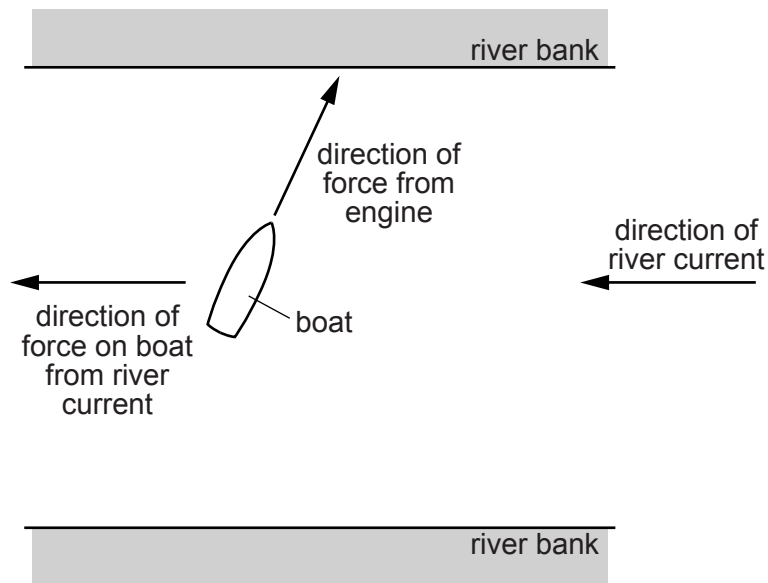 river bank
direction of
force from
engine
direction of
river current
boat
direction of
force on boat
from river
current
river bank